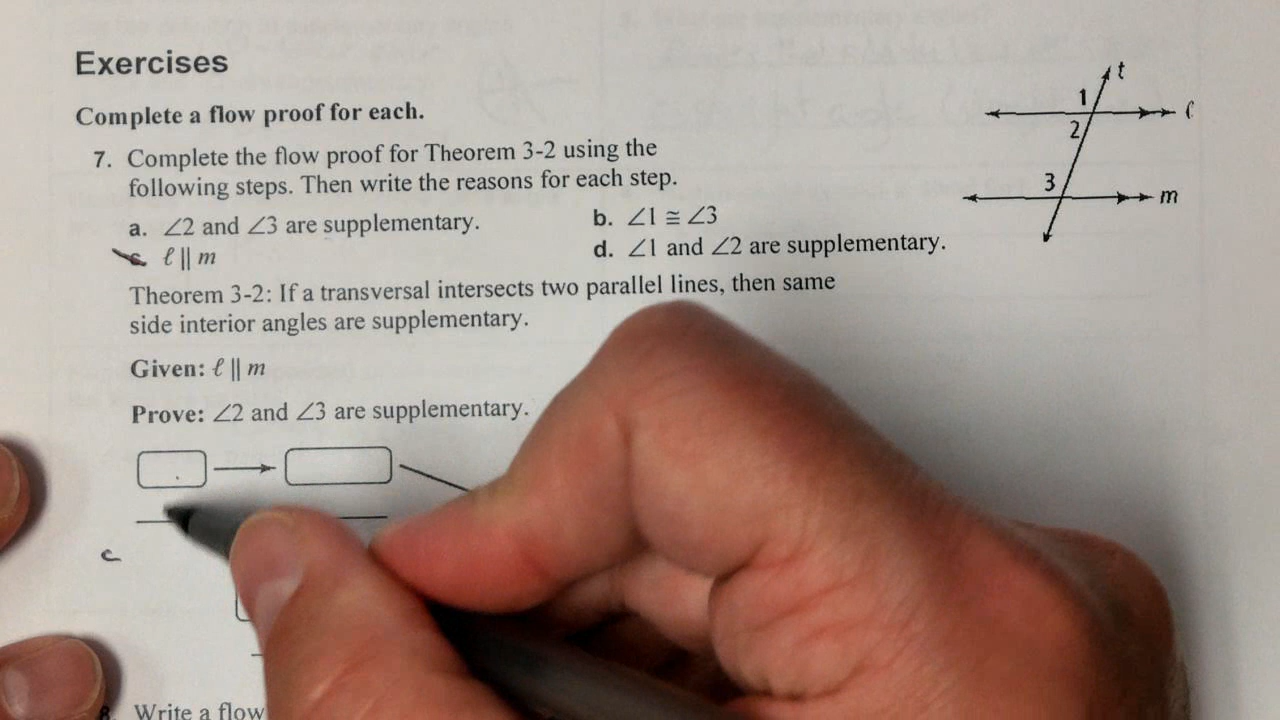 Exercises
Complete a flow proof for each.
7. Complete the flow proof for Theorem 3-2 using the
following steps. Then write the reasons for each step.
a. ∠2 and ∠3 are supplementary.
b. ∠1 ≅ ∠3
c. ℓ || m
d. ∠1 and ∠2 are supplementary.
Theorem 3-2: If a transversal intersects two parallel lines, then same
side interior angles are supplementary.
Given: ℓ || m
Prove: ∠2 and ∠3 are supplementary.
c
8. Write a flow
t
1
ℓ
2
3
m